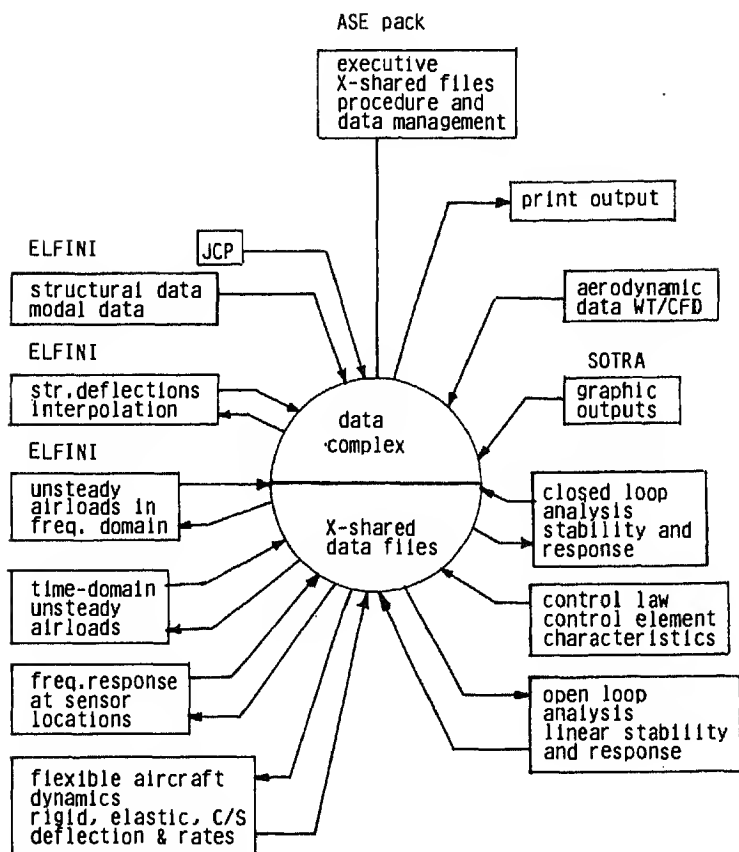 ASE pack
executive
X-shared files
procedure and
data management
print output
ELFINI
JCP
structural data
modal data
aerodynamic
data WT/CFD
ELFINI
SOTRA
str.deflections
interpolation
graphic
outputs
data
complex
ELFINI
unsteady
airloads in
freq. domain
closed loop
analysis
stability and
response
X-shared
data files
time-domain
unsteady
airloads
control law
control element
characteristics
freq.response
at sensor
locations
open loop
analysis
linear stability
and response
flexible aircraft
dynamics
rigid, elastic, C/S
deflection & rates